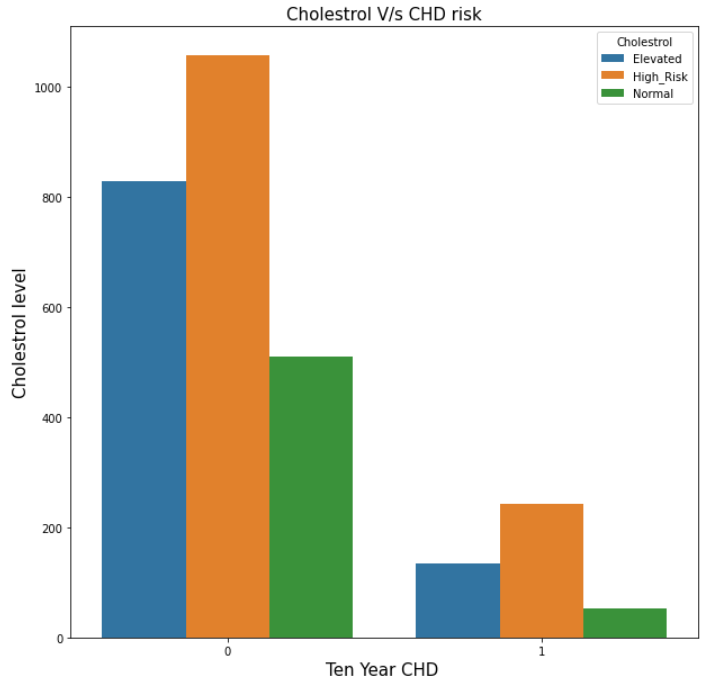 Cholestrol V/s CHD risk
Cholestrol
Elevated
High_Risk
Normal
1000
800
600
400
200
0
Cholestrol level
0 1
Ten Year CHD